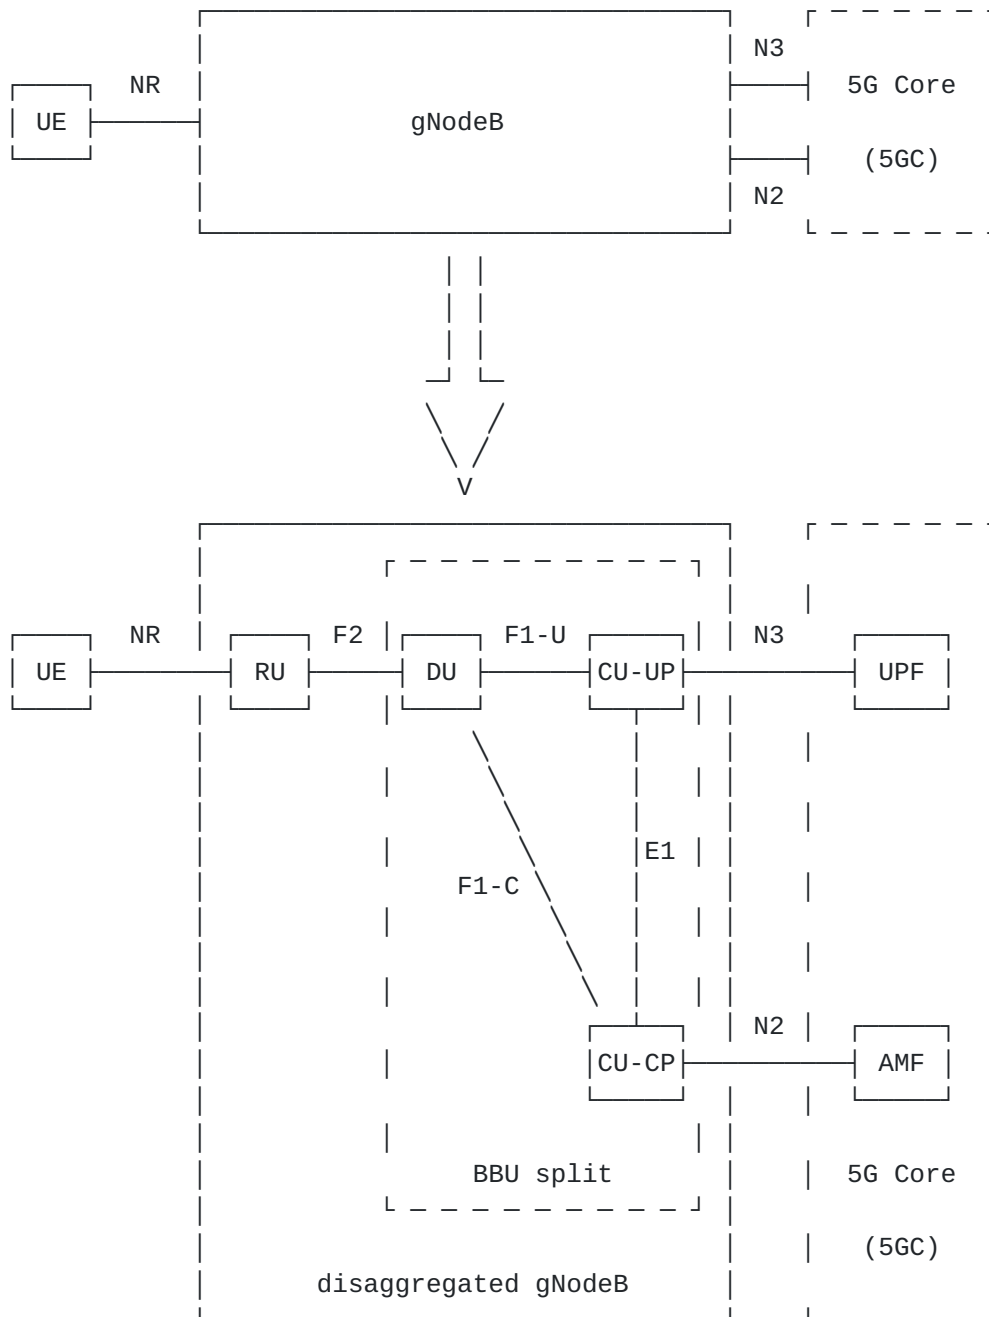 N3
NR 5G Core
UE gNodeB
(5GC)
N2
V
NR F2 F1-U N3
UE RU DU CU-UP UPF
E1
F1-C
N2
CU-CP AMF
BBU split 5G Core
(5GC)
disaggregated gNodeB